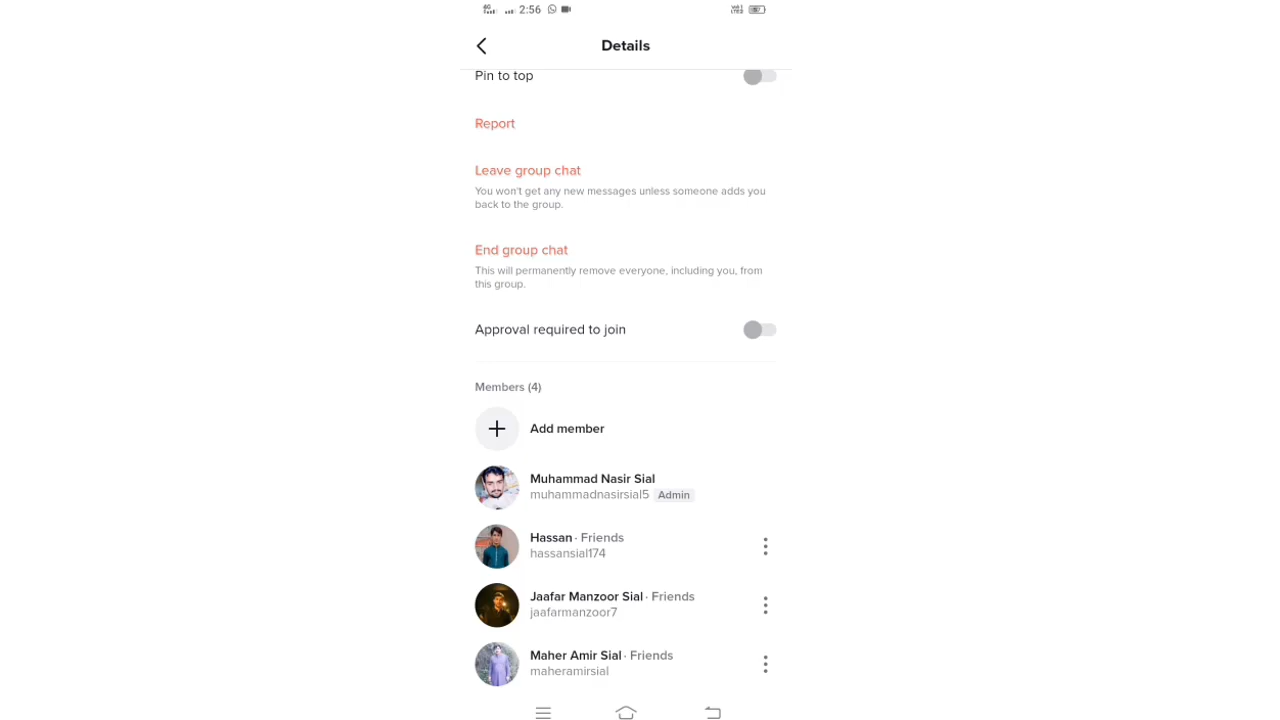 4G 2:56
Details
Pin to top
Report
Leave group chat
You won't get any new messages unless someone adds you
back to the group.
End group chat
This will permanently remove everyone, including you, from
this group.
Approval required to join
Members (4)
Add member
Muhammad Nasir Sial
muhammadnasirsial5 Admin
Hassan · Friends
hassansial174
Jaafar Manzoor Sial · Friends
jaafarmanzoor7
Maher Amir Sial · Friends
maheramirsial